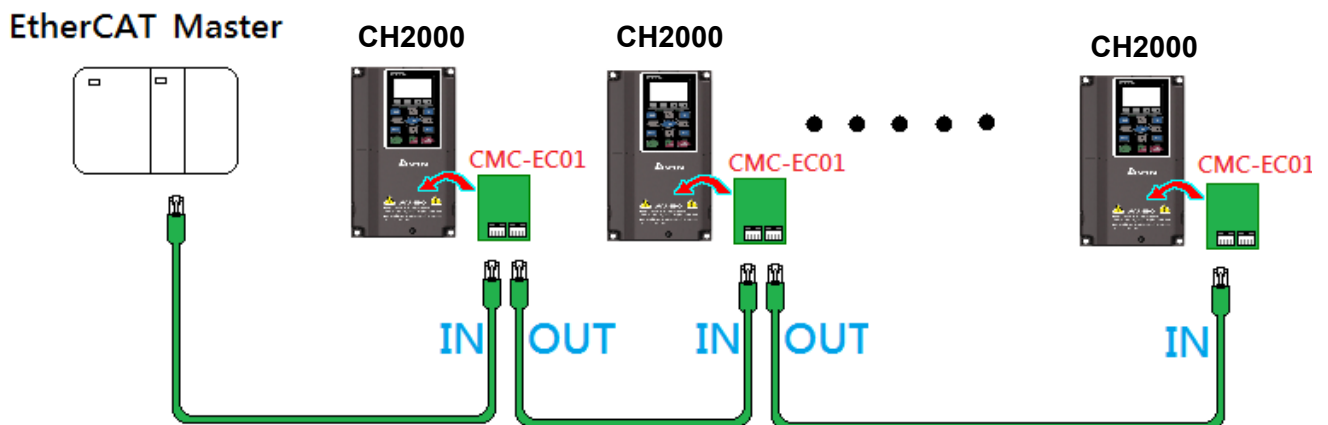 EtherCAT Master
CH2000
CH2000
CH2000
CMC-EC01
CMC-EC01
CMC-EC01
IN
OUT
IN
OUT
IN